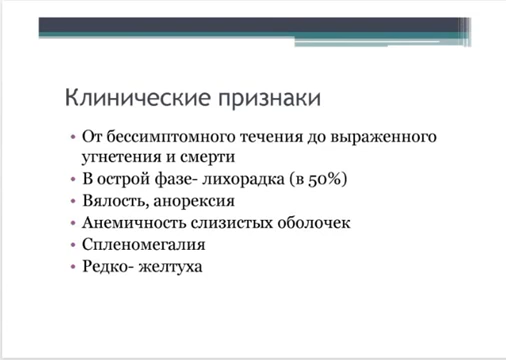 Клинические признаки
• От бессимптомного течения до выраженного
угнетения и смерти
• В острой фазе- лихорадка (в 50%)
• Вялость, анорексия
• Анемичность слизистых оболочек
• Спленомегалия
• Редко- желтуха